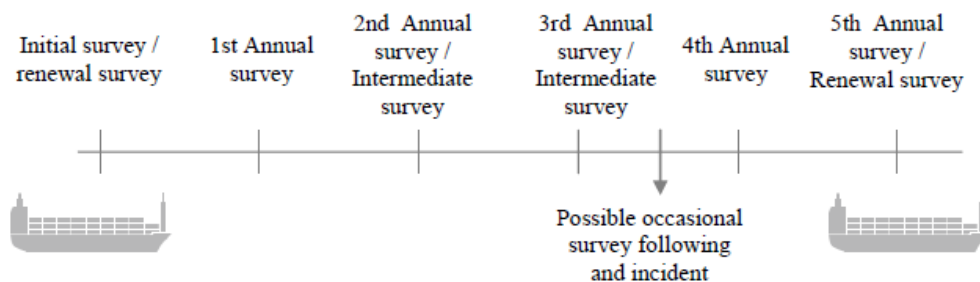 Initial survey /
renewal survey
1st Annual
survey
2nd Annual
survey /
Intermediate
survey
3rd Annual
survey /
Intermediate
survey
4th Annual
survey
5th Annual
survey /
Renewal survey
Possible occasional
survey following
and incident